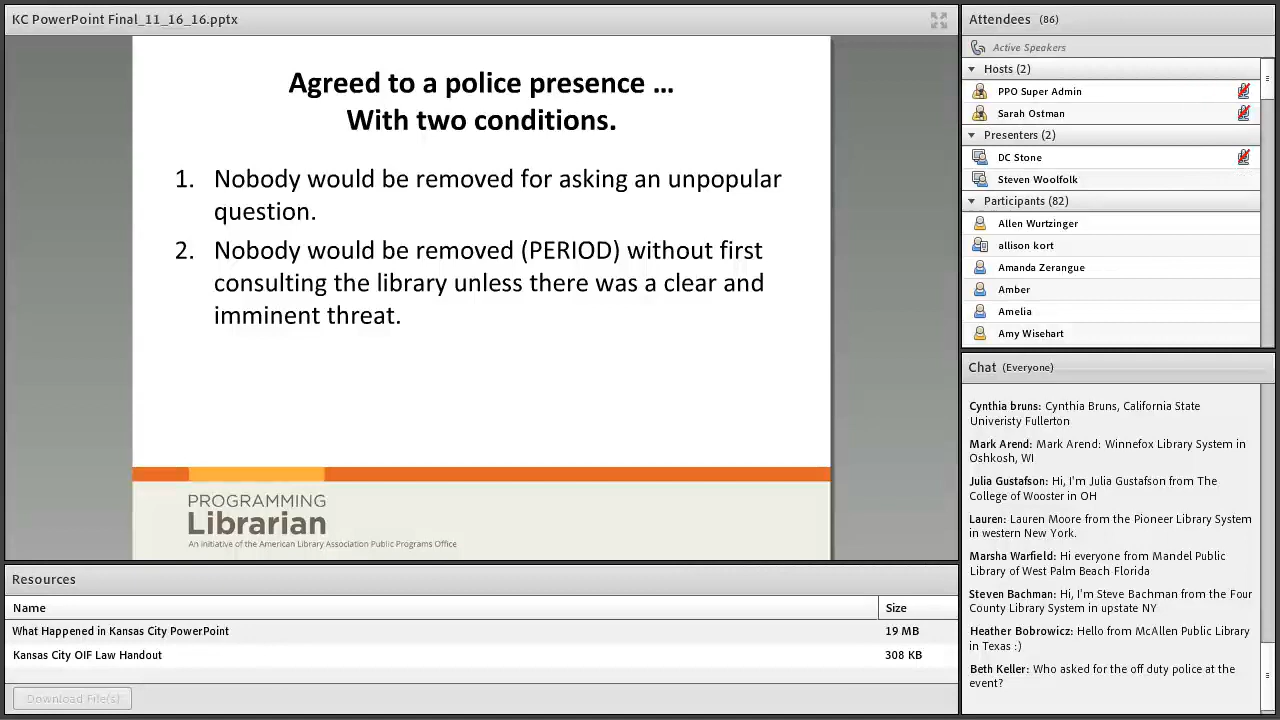 KC PowerPoint Final_11_16_16.pptx
Agreed to a police presence ...
With two conditions.
1. Nobody would be removed for asking an unpopular
question.
2. Nobody would be removed (PERIOD) without first
consulting the library unless there was a clear and
imminent threat.
PROGRAMMING
Librarian
An initiative of the American Library Association Public Programs Office
Resources
Name Size
What Happened in Kansas City PowerPoint 19 MB
Kansas City OIF Law Handout 308 KB
Download File(s)
Attendees (86)
Active Speakers
Hosts (2)
PPO Super Admin
Sarah Ostman
Presenters (2)
DC Stone
Steven Woolfolk
Participants (82)
Allen Wurtzinger
allison kort
Amanda Zerangue
Amber
Amelia
Amy Wisehart
Chat (Everyone)
Cynthia bruns: Cynthia Bruns, California State
Univeristy Fullerton
Mark Arend: Mark Arend: Winnefox Library System in
Oshkosh, WI
Julia Gustafson: Hi, I'm Julia Gustafson from The
College of Wooster in OH
Lauren: Lauren Moore from the Pioneer Library System
in western New York.
Marsha Warfield: Hi everyone from Mandel Public
Library of West Palm Beach Florida
Steven Bachman: Hi, I'm Steve Bachman from the Four
County Library System in upstate NY
Heather Bobrowicz: Hello from McAllen Public Library
in Texas :)
Beth Keller: Who asked for the off duty police at the
event?